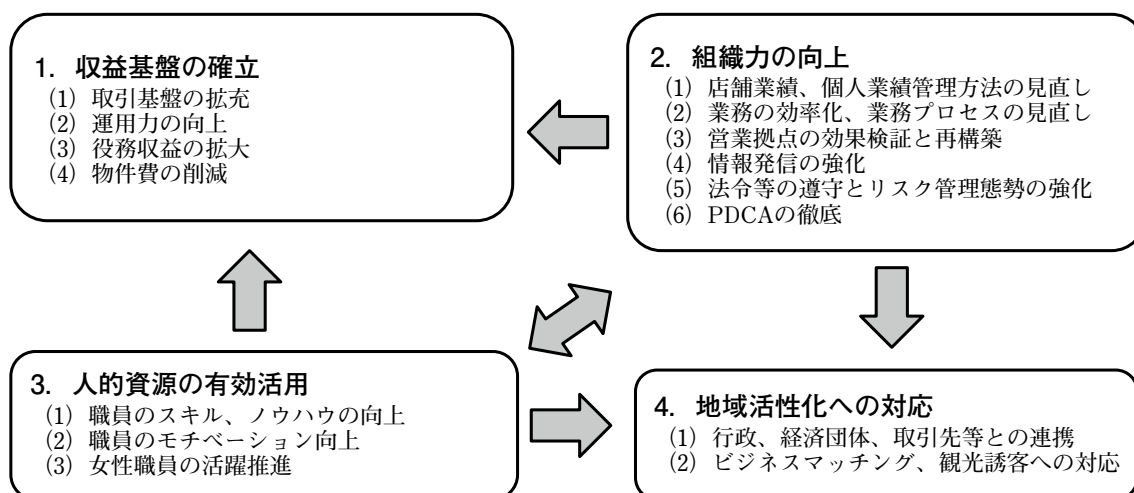 1. 収益基盤の確立
(1) 取引基盤の拡充
(2) 運用力の向上
(3) 役務収益の拡大
(4) 物件費の削減
2. 組織力の向上
(1) 店舗業績、個人業績管理方法の見直し
(2) 業務の効率化、業務プロセスの見直し
(3) 営業拠点の効果検証と再構築
(4) 情報発信の強化
(5) 法令等の遵守とリスク管理態勢の強化
(6) PDCAの徹底
3. 人的資源の有効活用
(1) 職員のスキル、ノウハウの向上
(2) 職員のモチベーション向上
(3) 女性職員の活躍推進
4. 地域活性化への対応
(1) 行政、経済団体、取引先等との連携
(2) ビジネスマッチング、観光誘客への対応